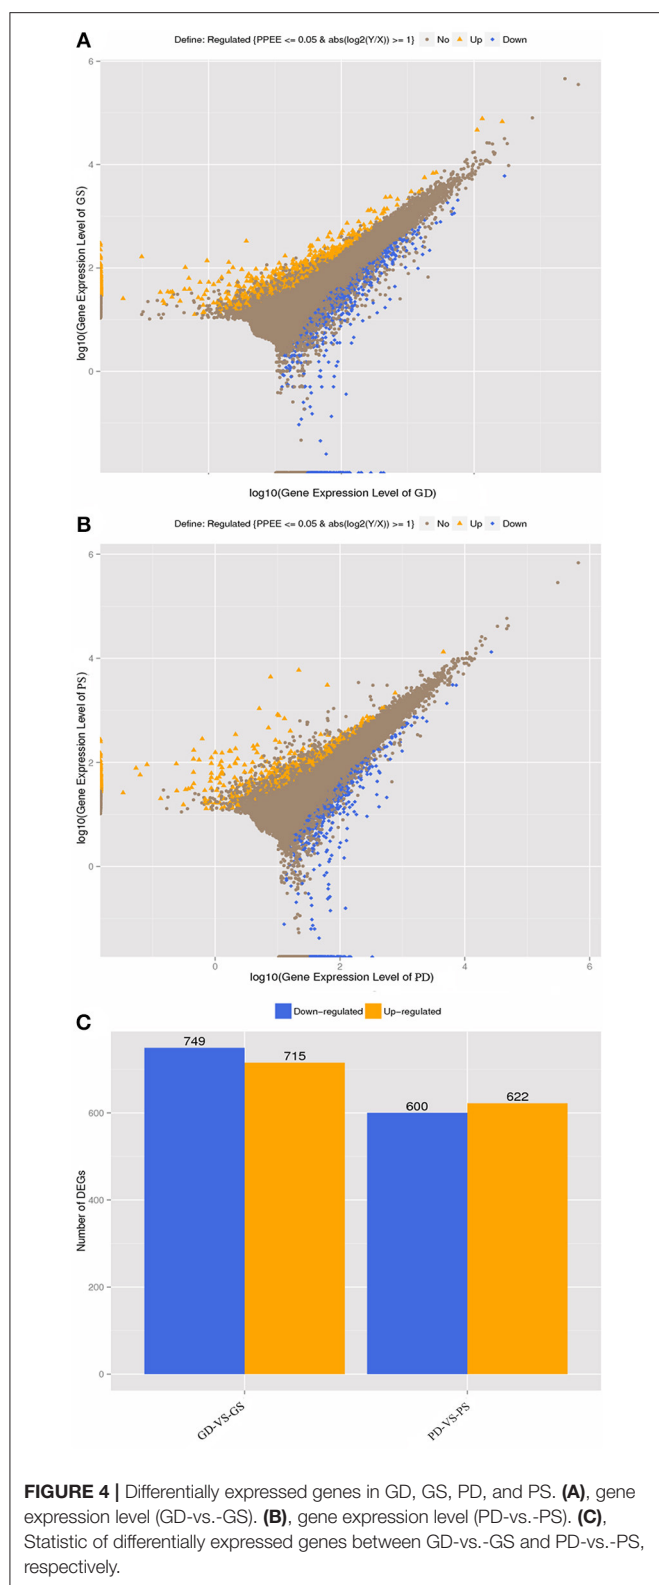 A
Define: Regulated {PPEE <= 0.05 & abs(log2(Y/X)) >= 1} No Up Down
6
4
2
0
log10(Gene Expression Level of GS)
log10(Gene Expression Level of GD)
B
Define: Regulated {PPEE <= 0.05 & abs(log2(Y/X)) >= 1} No Up Down
6
4
2
0
log10(Gene Expression Level of PS)
0 2 4 6
log10(Gene Expression Level of PD)
C
Down-regulated Up-regulated
749
715
600
622
600
400
200
0
Number of DEGs
GD-VS-GS
PD-VS-PS
FIGURE 4 | Differentially expressed genes in GD, GS, PD, and PS. (A), gene
expression level (GD-vs.-GS). (B), gene expression level (PD-vs.-PS). (C),
Statistic of differentially expressed genes between GD-vs.-GS and PD-vs.-PS,
respectively.